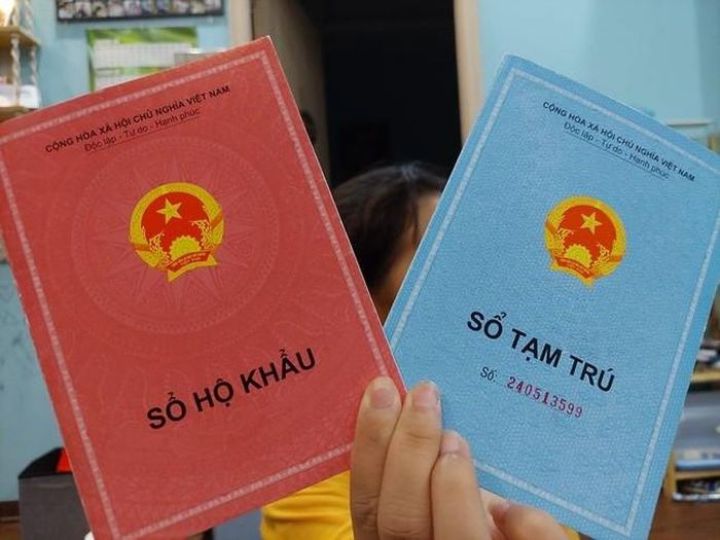 CỘNG HÒA XÃ HỘI CHỦ NGHĨA VIỆT NAM
Độc lập - Tự do - Hạnh phúc
SỔ HỘ KHẨU
CỘNG HÒA XÃ HỘI CHỦ NGHĨA VIỆT NAM
Độc lập - Tự do - Hạnh phúc
SỔ TẠM TRÚ
Số: 240513599